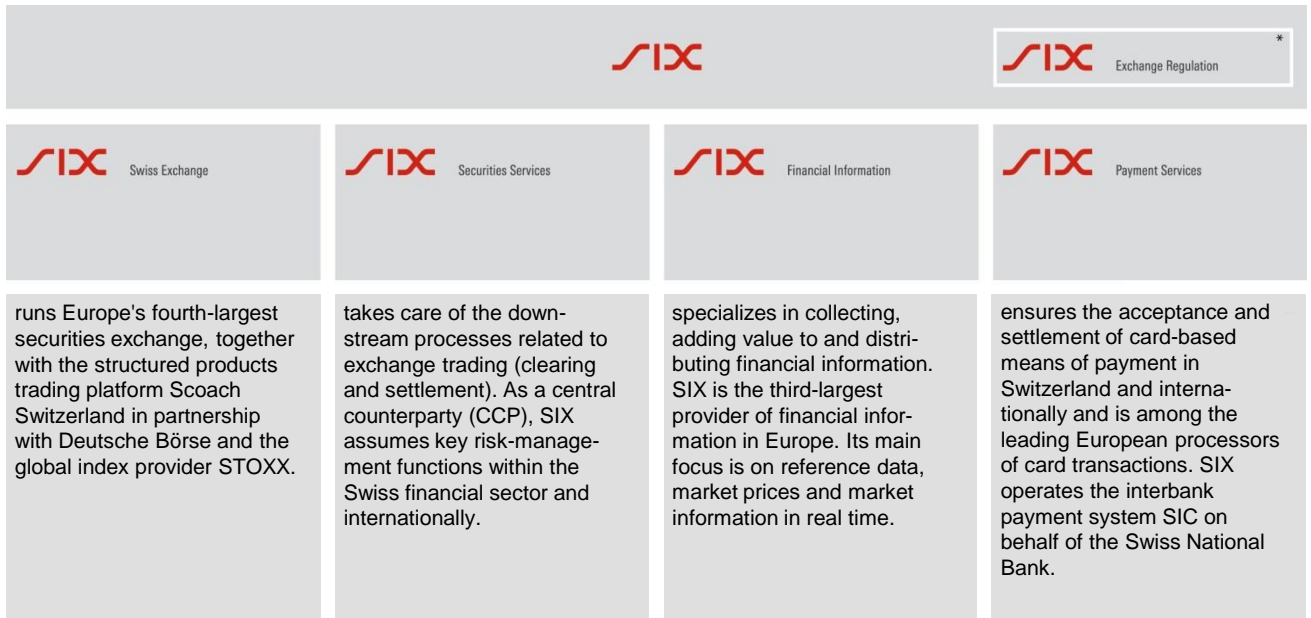 SIX
SIX Exchange Regulation *
SIX Swiss Exchange
SIX Securities Services
SIX Financial Information
SIX Payment Services
runs Europe's fourth-largest
securities exchange, together
with the structured products
trading platform Scoach
Switzerland in partnership
with Deutsche Börse and the
global index provider STOXX.
takes care of the down-
stream processes related to
exchange trading (clearing
and settlement). As a central
counterparty (CCP), SIX
assumes key risk-manage-
ment functions within the
Swiss financial sector and
internationally.
specializes in collecting,
adding value to and distri-
buting financial information.
SIX is the third-largest
provider of financial infor-
mation in Europe. Its main
focus is on reference data,
market prices and market
information in real time.
ensures the acceptance and
settlement of card-based
means of payment in
Switzerland and interna-
tionally and is among the
leading European processors
of card transactions. SIX
operates the interbank
payment system SIC on
behalf of the Swiss National
Bank.